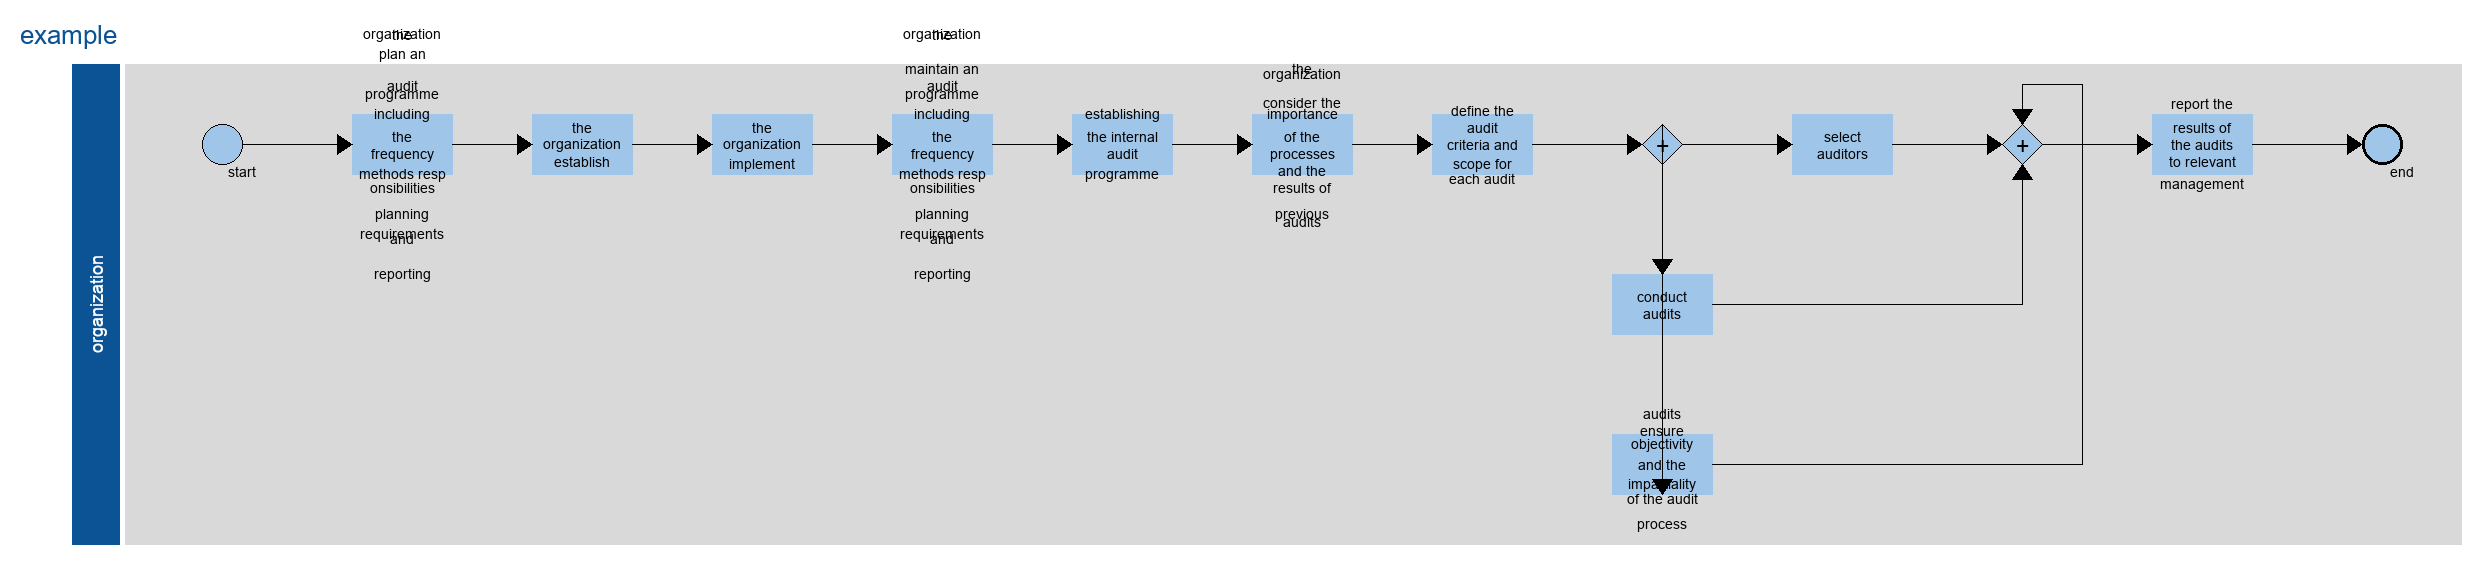 example
organization
the
organization
plan an
audit
programme
including
the
frequency
methods resp
onsibilities
planning
requirements
and
reporting
the
organization
establish
the
organization
implement
the
organization
maintain an
audit
programme
including
the
frequency
methods resp
onsibilities
planning
requirements
and
reporting
establishing
the internal
audit
programme
the
organization
consider the
importance
of the
processes
and the
results of
previous
audits
define the
audit
criteria and
scope for
each audit
+
select
auditors
+
report the
results of
the audits
to relevant
management
start
end
conduct
audits
audits
ensure
objectivity
and the
impartiality
of the audit
process